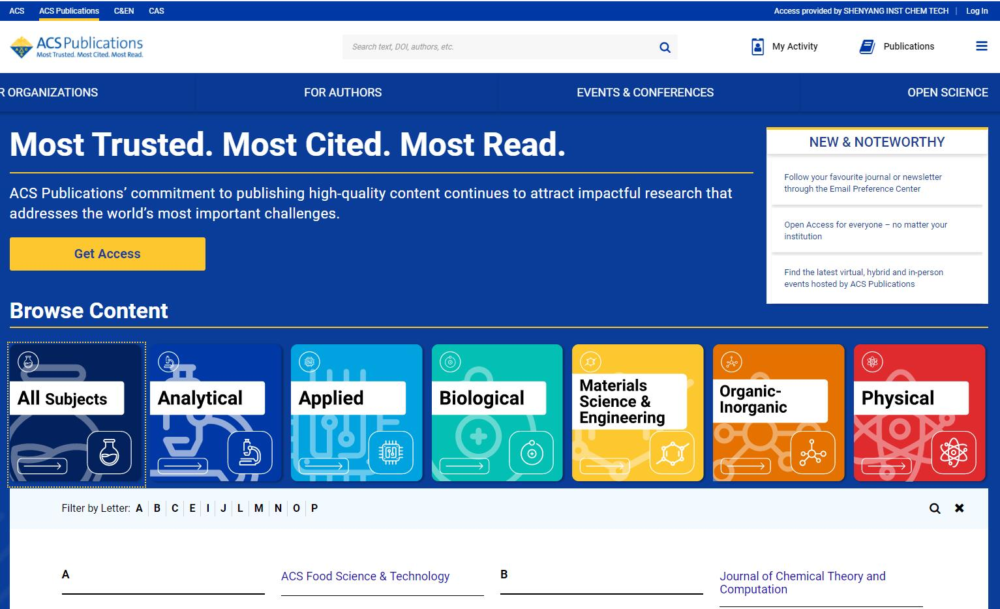 ACS ACS Publications C&EN CAS Access provided by SHENYANG INST CHEM TECH | Log In
ACS Publications
Most Trusted. Most Cited. Most Read.
Search text, DOI, authors, etc.
My Activity
Publications
R ORGANIZATIONS FOR AUTHORS EVENTS & CONFERENCES OPEN SCIENCE
Most Trusted. Most Cited. Most Read.
ACS Publications’ commitment to publishing high-quality content continues to attract impactful research that
addresses the world’s most important challenges.
Get Access
NEW & NOTEWORTHY
Follow your favourite journal or newsletter
through the Email Preference Center
Open Access for everyone – no matter your
institution
Find the latest virtual, hybrid and in-person
events hosted by ACS Publications
Browse Content
All Subjects
Analytical
Applied
Biological
Materials
Science &
Engineering
Organic-
Inorganic
Physical
Filter by Letter: A B C E I J L M N O P
A
ACS Food Science & Technology
B
Journal of Chemical Theory and
Computation